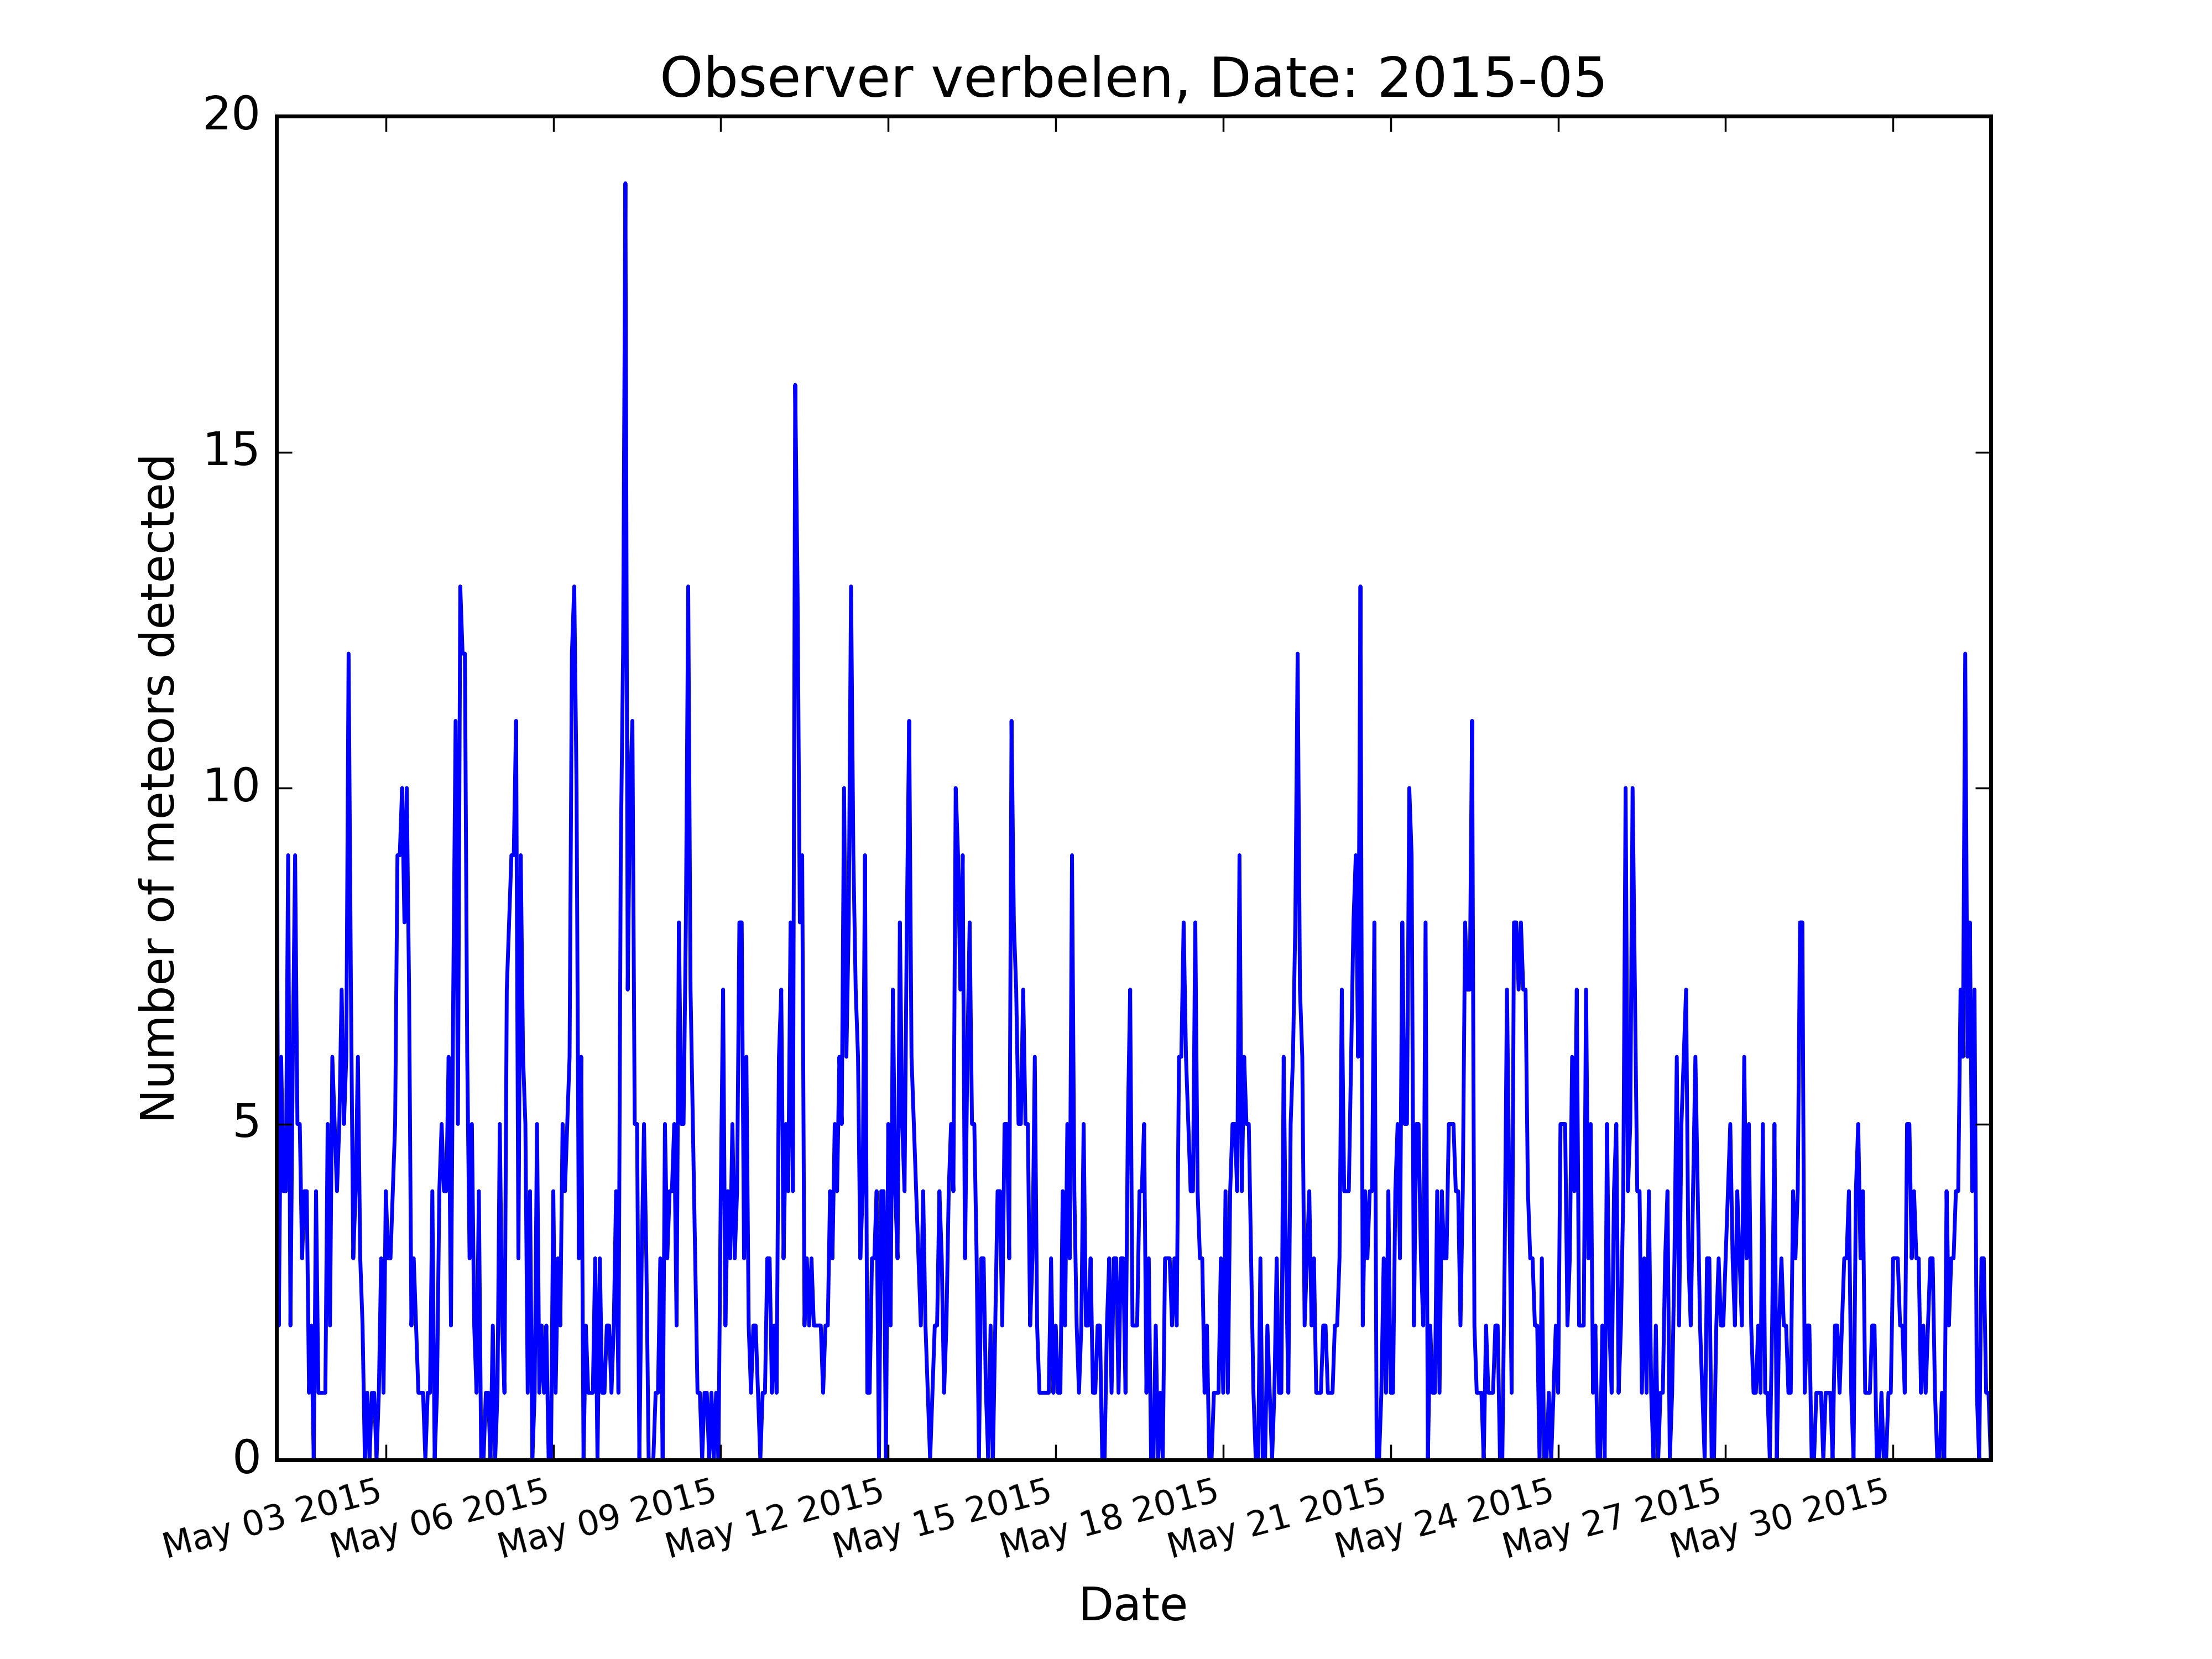 Observer verbelen, Date: 2015-05
Number of meteors detected
20
15
10
5
0
May 03 2015
May 06 2015
May 09 2015
May 12 2015
May 15 2015
May 18 2015
May 21 2015
May 24 2015
May 27 2015
May 30 2015
Date